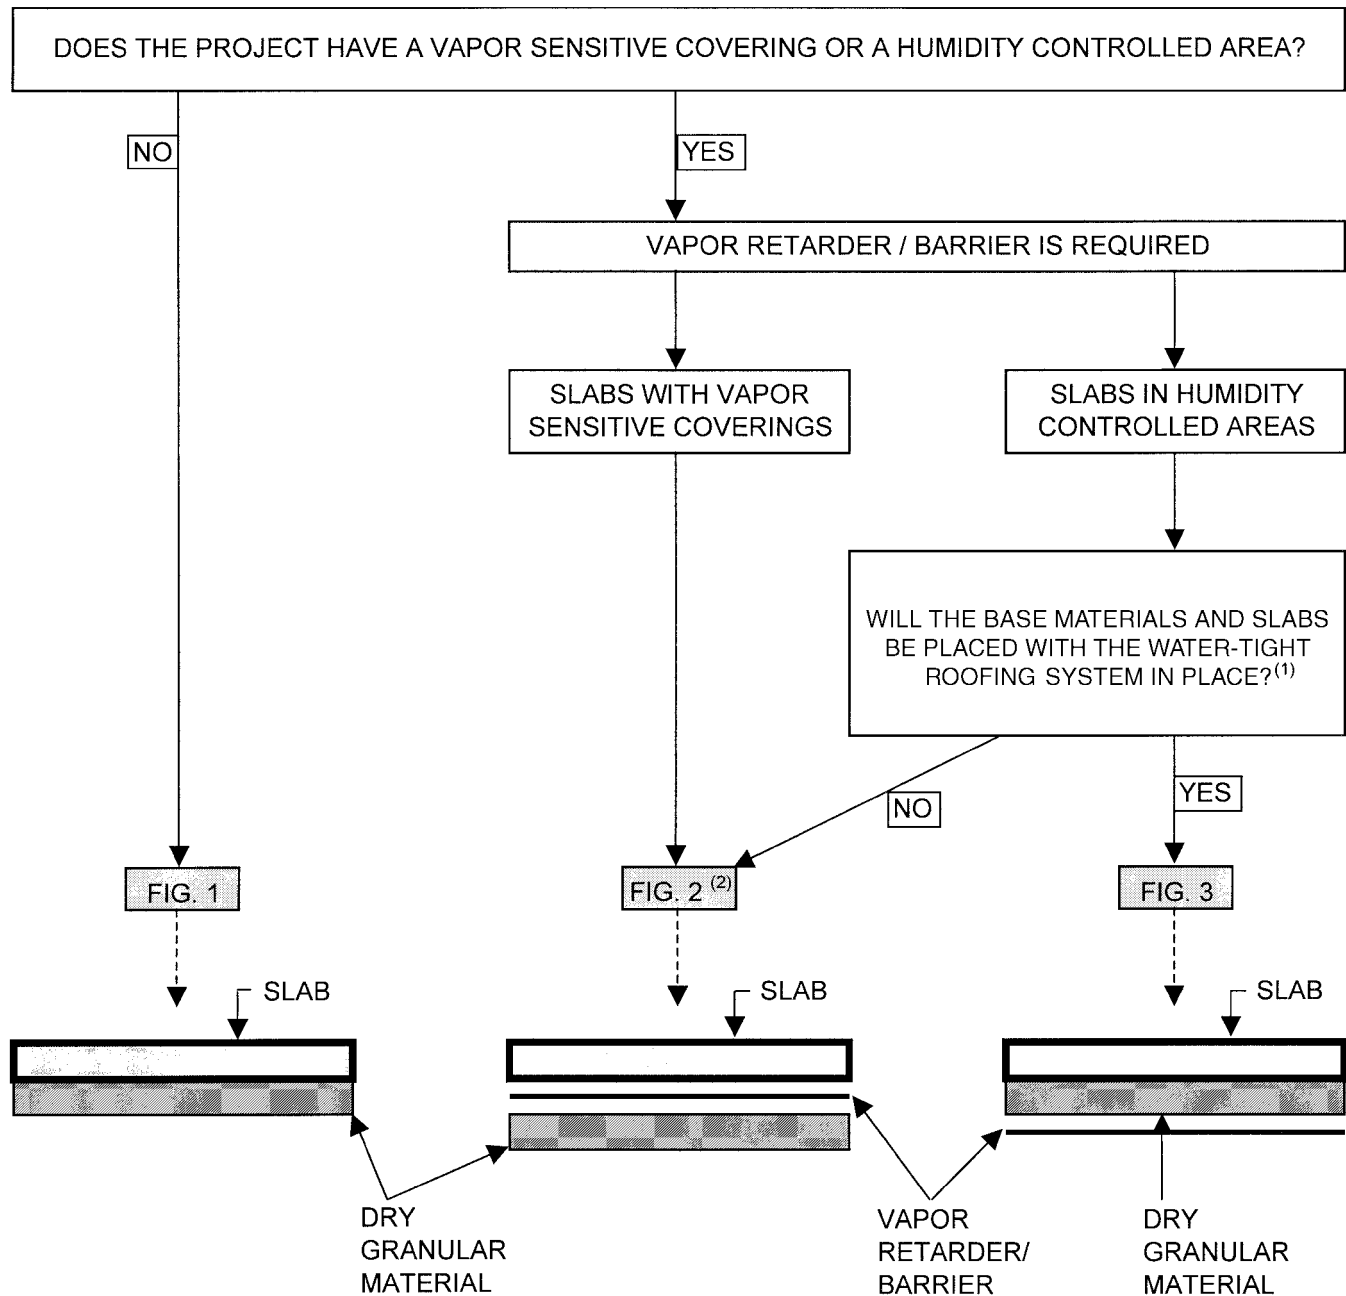 DOES THE PROJECT HAVE A VAPOR SENSITIVE COVERING OR A HUMIDITY CONTROLLED AREA?
NO
YES
VAPOR RETARDER / BARRIER IS REQUIRED
SLABS WITH VAPOR
SENSITIVE COVERINGS
SLABS IN HUMIDITY
CONTROLLED AREAS
WILL THE BASE MATERIALS AND SLABS
BE PLACED WITH THE WATER-TIGHT
ROOFING SYSTEM IN PLACE?(1)
NO
YES
FIG. 1
FIG. 2 (2)
FIG. 3
SLAB
SLAB
SLAB
DRY
GRANULAR
MATERIAL
VAPOR
RETARDER/
BARRIER
DRY
GRANULAR
MATERIAL